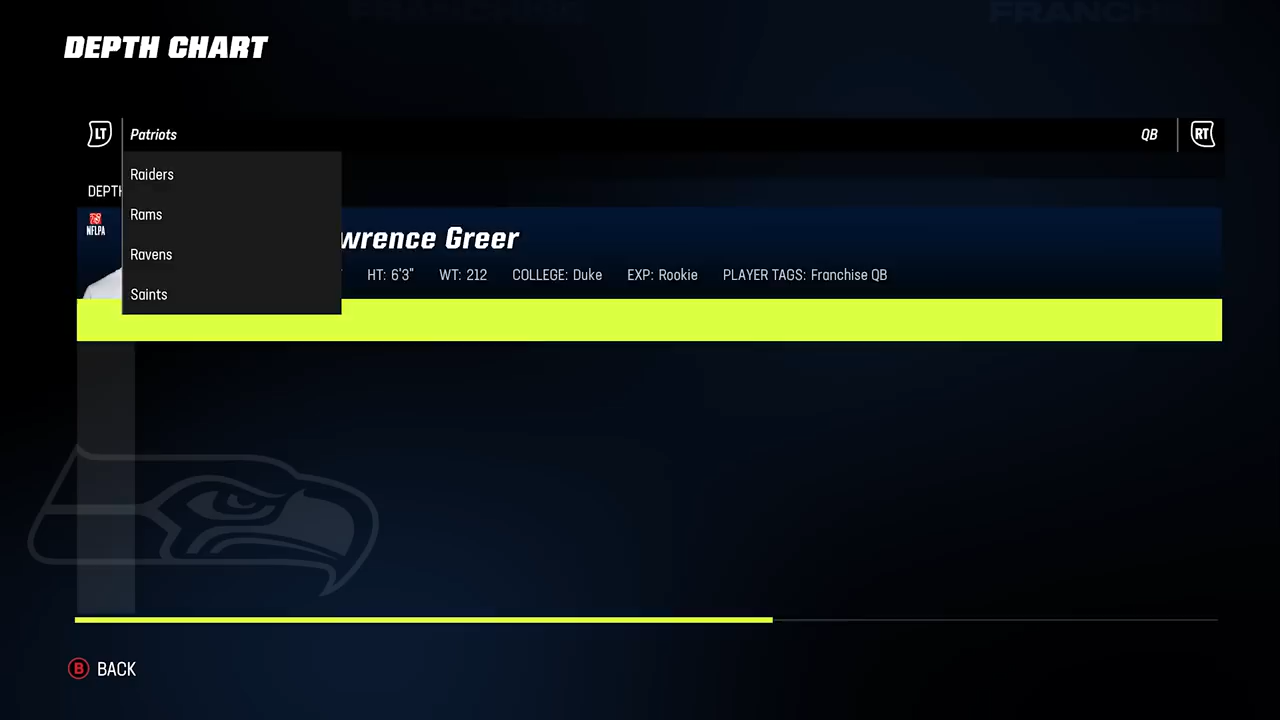 DEPTH CHART
LT Patriots QB RT
Raiders
DEPTH
Rams
NFLPA
wrence Greer
Ravens
HT: 6'3" WT: 212 COLLEGE: Duke EXP: Rookie PLAYER TAGS: Franchise QB
Saints
B BACK